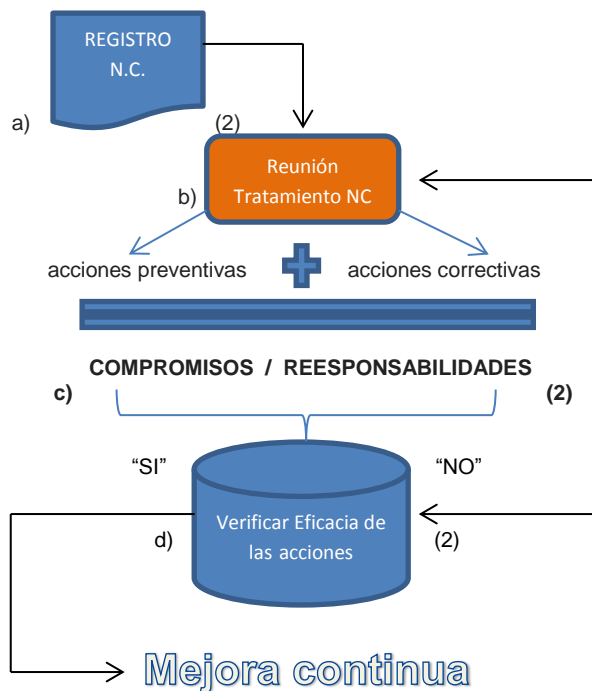 REGISTRO
N.C.
a)
(2)
Reunión
Tratamiento NC
b)
acciones preventivas
acciones correctivas
COMPROMISOS / REESPONSABILIDADES
c)
(2)
“SI”
“NO”
Verificar Eficacia de
las acciones
d)
(2)
Mejora continua